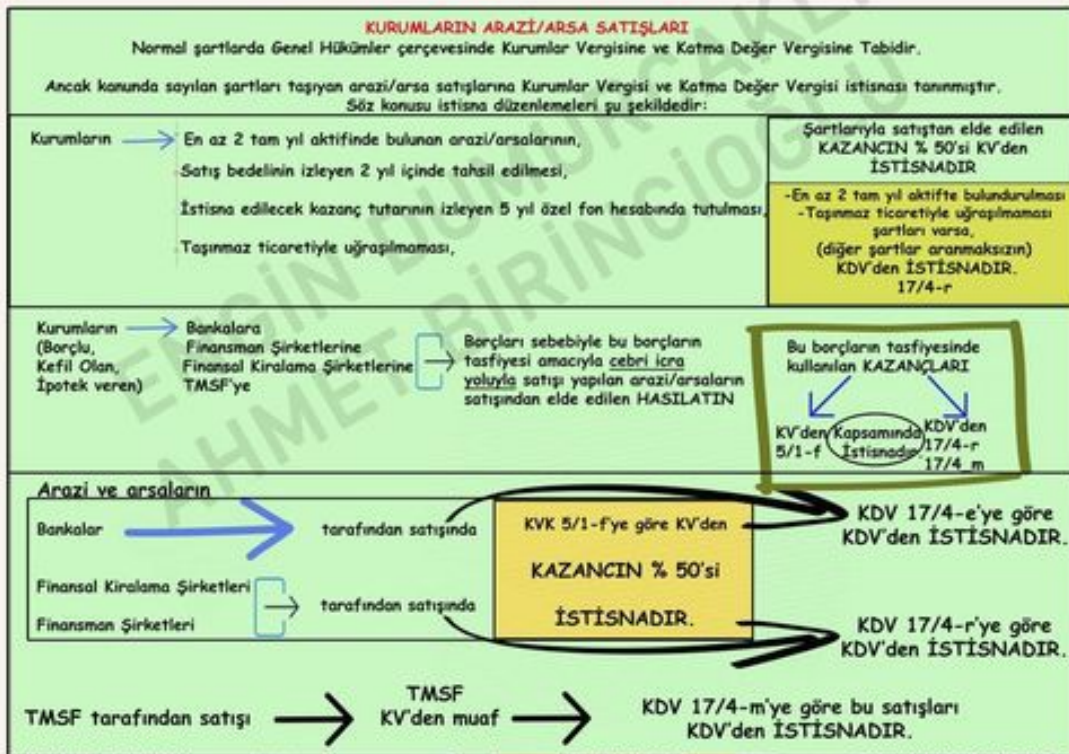 KURUMLARIN ARAZİ/ARSA SATIŞLARI
Normal şartlarda Genel Hükümler çerçevesinde Kurumlar Vergisine ve Katma Değer Vergisine Tabidir.
Ancak kanunda sayılan şartları taşıyan arazi/arsa satışlarına Kurumlar Vergisi ve Katma Değer Vergisi istisnası tanınmıştır.
Söz konusu istisna düzenlemeleri şu şekildedir:
Kurumların
En az 2 tam yıl aktifinde bulunan arazi/arsalarının,
Satış bedelinin izleyen 2 yıl içinde tahsil edilmesi,
İstisna edilecek kazanç tutarının izleyen 5 yıl özel fon hesabında tutulması,
Taşınmaz ticaretiyle uğraşılmaması,
Şartlarıyla satıştan elde edilen
KAZANCIN % 50'si KV'den
İSTİSNADIR
-En az 2 tam yıl aktifte bulundurulması
-Taşınmaz ticaretiyle uğraşılmaması
şartları varsa,
(diğer şartlar aranmaksızın)
KDV'den İSTİSNADIR.
17/4-r
Kurumların
(Borçlu,
Kefil Olan,
İpotek veren)
Bankalara
Finansman Şirketlerine
Finansal Kiralama Şirketlerine
TMSF'ye
Borçları sebebiyle bu borçların
tasfiyesi amacıyla cebri icra
yoluyla satışı yapılan arazi/arsaların
satışından elde edilen HASILATIN
Bu borçların tasfiyesinde
kullanılan KAZANÇLARI
KV'den
5/1-f
Kapsamında
İstisnadır.
KDV'den
17/4-r
17/4_m
Arazi ve arsaların
Bankalar
tarafından satışında
Finansal Kiralama Şirketleri
Finansman Şirketleri
tarafından satışında
KVK 5/1-f'ye göre KV'den
KAZANCIN % 50'si
İSTİSNADIR.
KDV 17/4-e'ye göre
KDV'den İSTİSNADIR.
KDV 17/4-r'ye göre
KDV'den İSTİSNADIR.
TMSF tarafından satışı
TMSF
KV'den muaf
KDV 17/4-m'ye göre bu satışları
KDV'den İSTİSNADIR.
AHMET BİRİNCİOĞLU